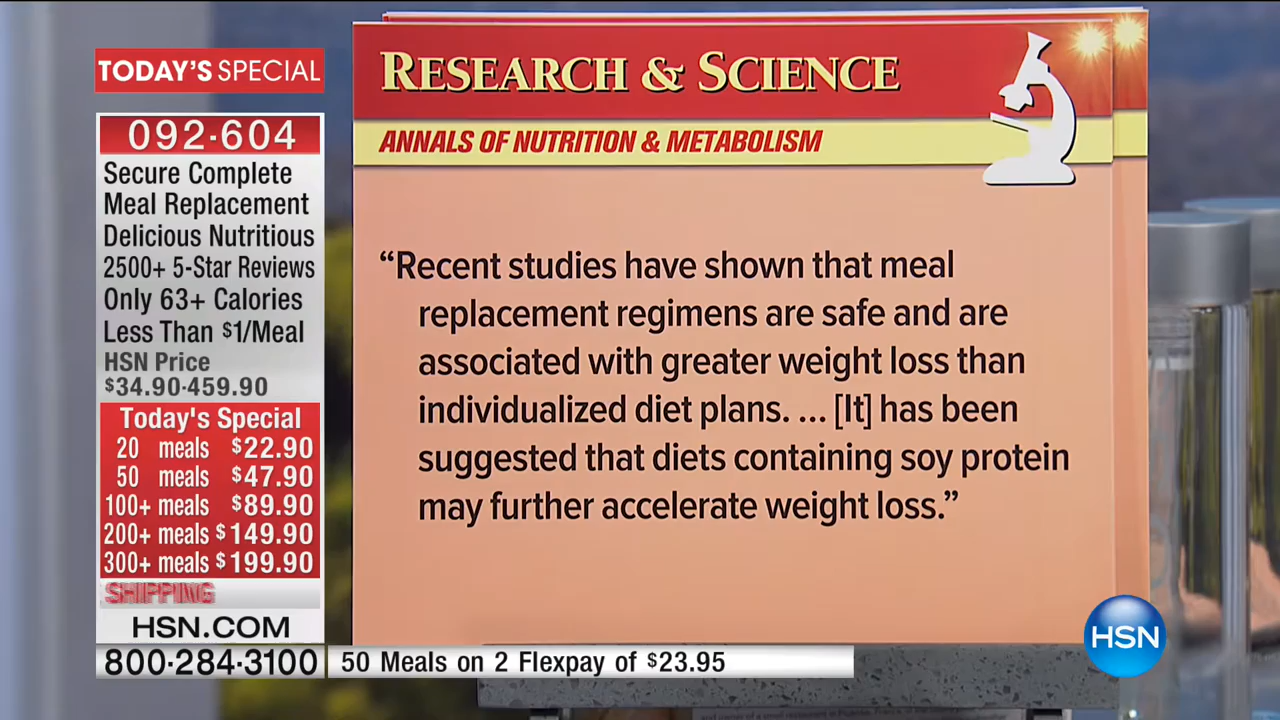 TODAY'S SPECIAL
092·604
Secure Complete
Meal Replacement
Delicious Nutritious
2500+ 5-Star Reviews
Only 63+ Calories
Less Than $1/Meal
HSN Price
$34.90-459.90
Today's Special
20 meals $22.90
50 meals $47.90
100+ meals $89.90
200+ meals $149.90
300+ meals $199.90
SHIPPING
HSN.COM
800·284·3100
50 Meals on 2 Flexpay of $23.95
RESEARCH & SCIENCE
ANNALS OF NUTRITION & METABOLISM
“Recent studies have shown that meal
replacement regimens are safe and are
associated with greater weight loss than
individualized diet plans. ... [It] has been
suggested that diets containing soy protein
may further accelerate weight loss.”
HSN